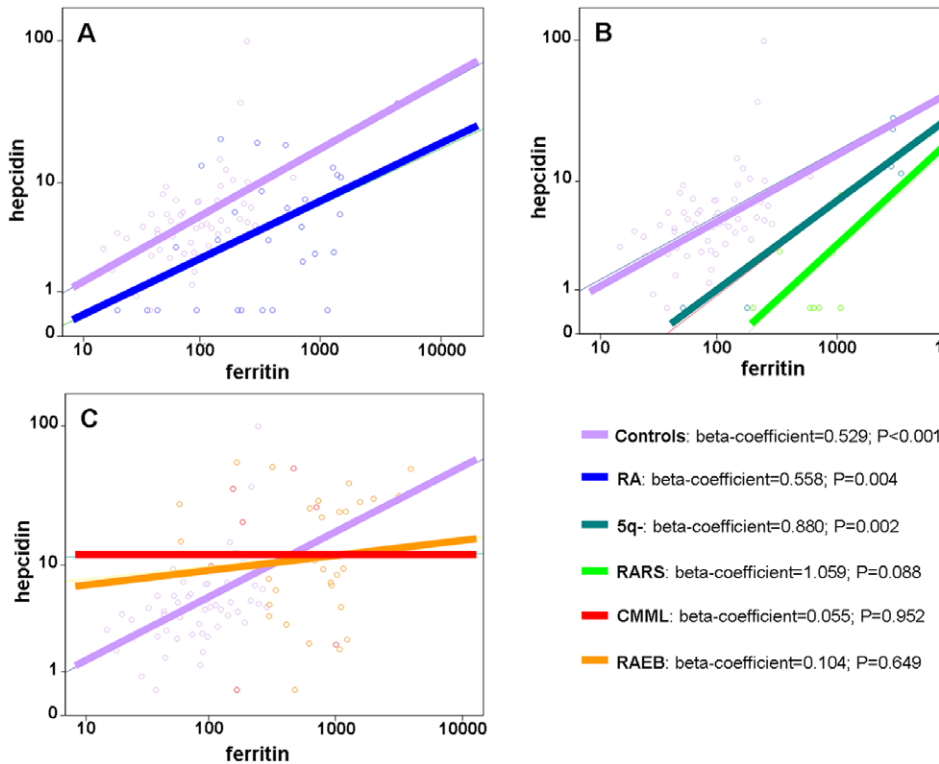 A
hepcidin
100
10
1
0
10
100
1000
10000
ferritin
B
hepcidin
100
10
1
0
10
100
1000
1
ferritin
C
hepcidin
100
10
1
0
10
100
1000
10000
ferritin
Controls: beta-coefficient=0.529; P<0.001
RA: beta-coefficient=0.558; P=0.004
5q-: beta-coefficient=0.880; P=0.002
RARS: beta-coefficient=1.059; P=0.088
CMML: beta-coefficient=0.055; P=0.952
RAEB: beta-coefficient=0.104; P=0.649